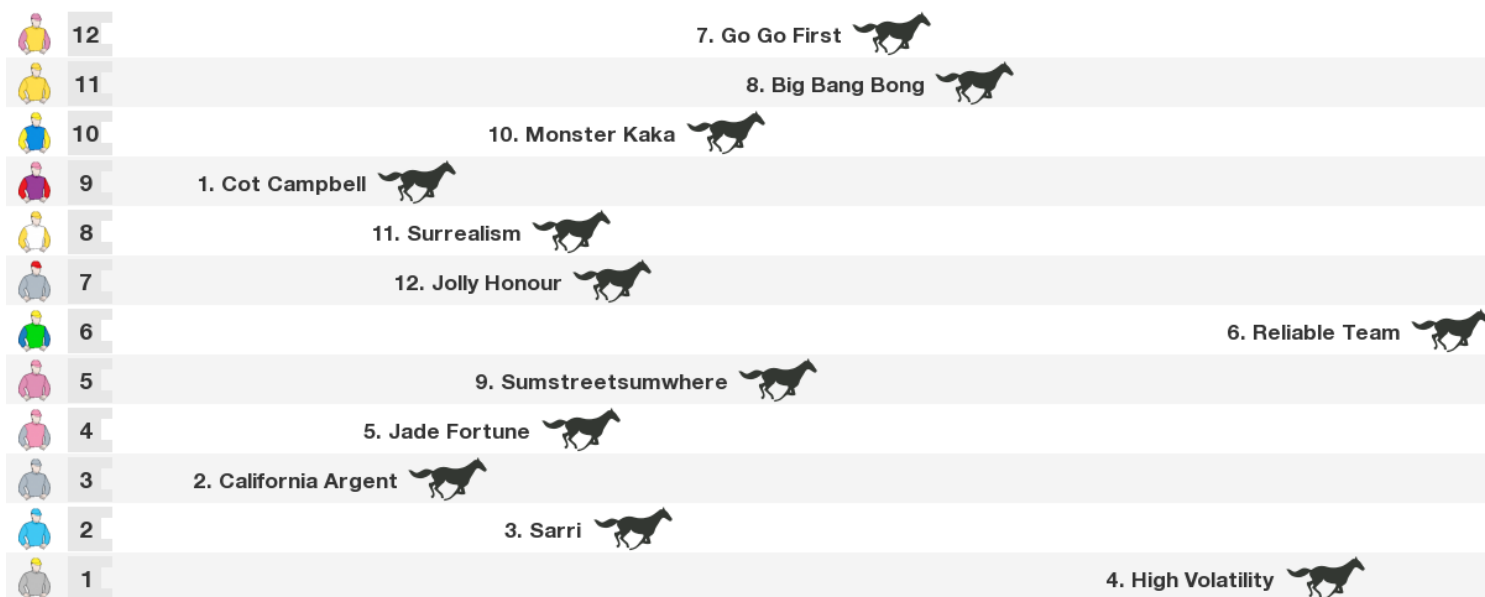 12 7. Go Go First
11 8. Big Bang Bong
10 10. Monster Kaka
9 1. Cot Campbell
8 11. Surrealism
7 12. Jolly Honour
6 6. Reliable Team
5 9. Sumstreetsumwhere
4 5. Jade Fortune
3 2. California Argent
2 3. Sarri
1 4. High Volatility